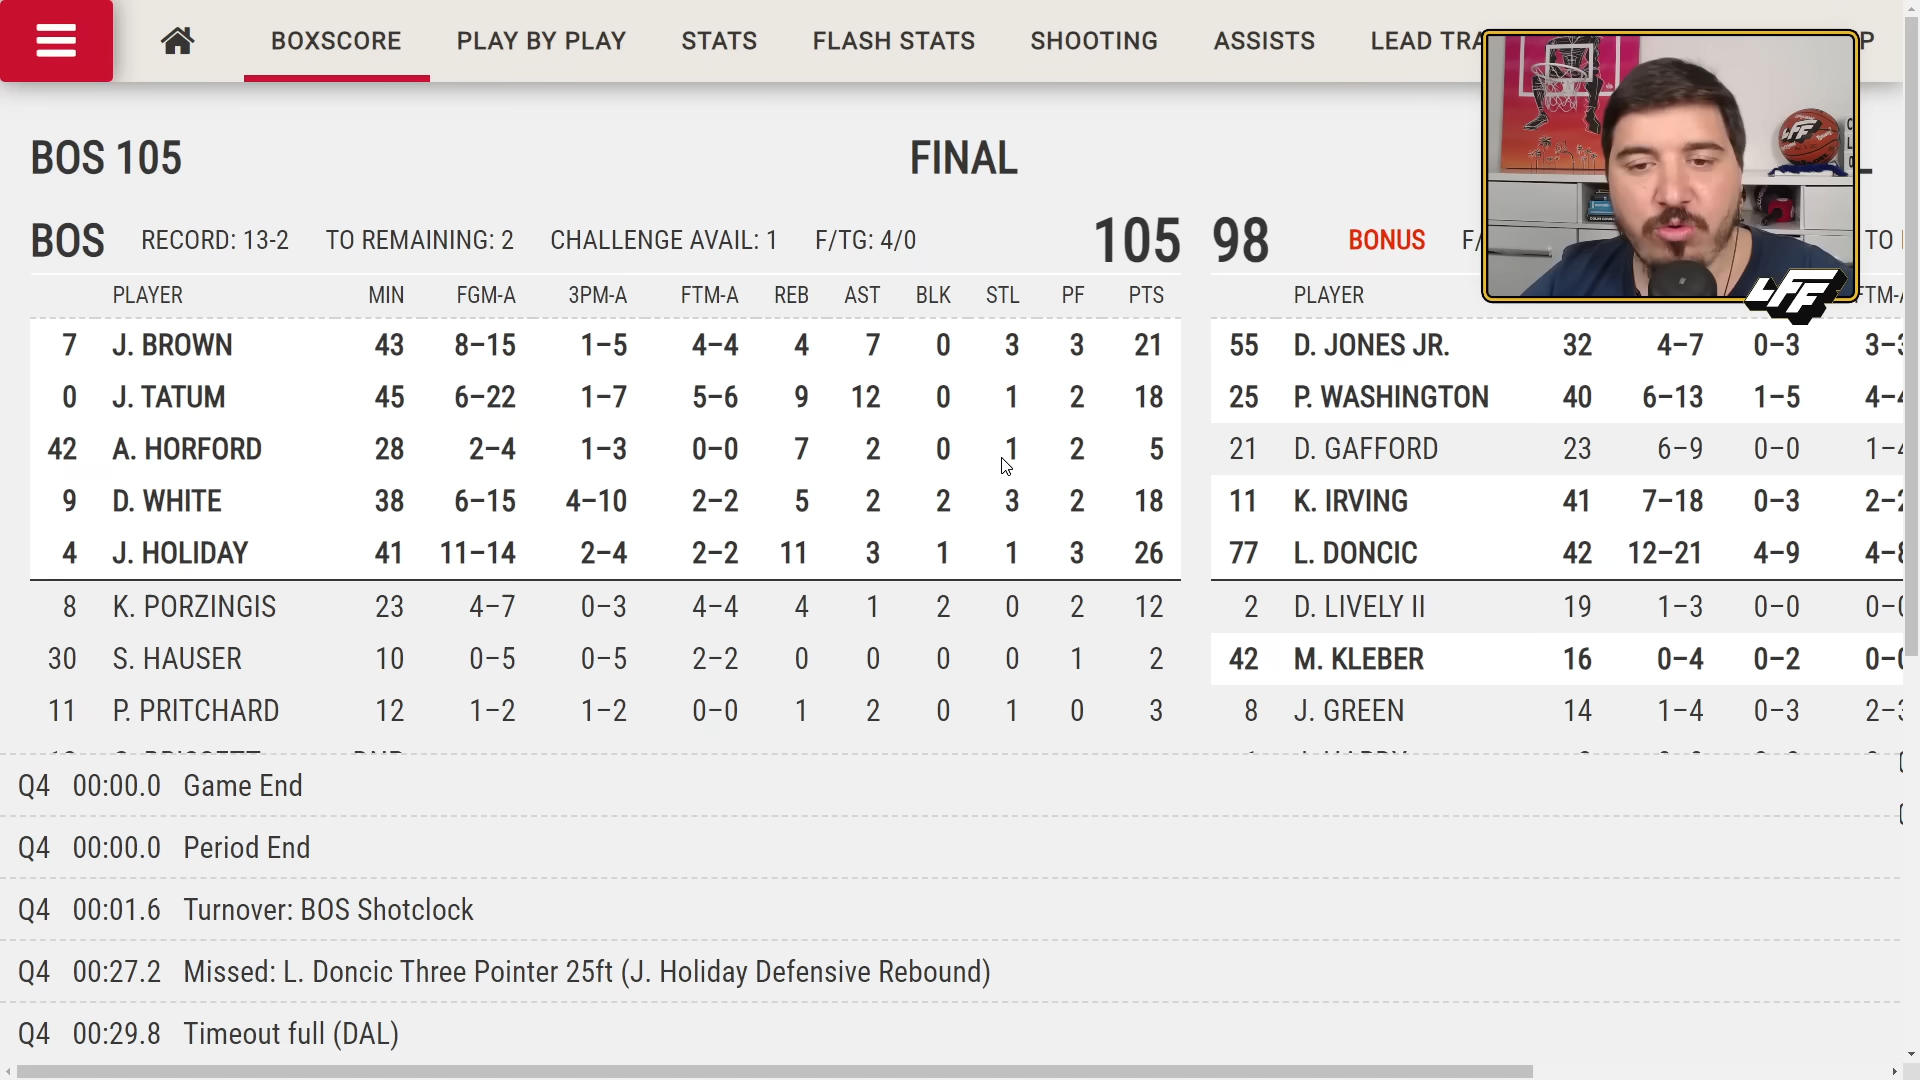 BOXSCORE PLAY BY PLAY STATS FLASH STATS SHOOTING ASSISTS LEAD P
BOS 105 FINAL
BOS RECORD: 13-2 TO REMAINING: 2 CHALLENGE AVAIL: 1 F/TG: 4/0 105 98 BONUS TO
PLAYER MIN FGM-A 3PM-A FTM-A REB AST BLK STL PF PTS PLAYER
7 J. BROWN 43 8–15 1–5 4–4 4 7 0 3 3 21 55 D. JONES JR. 32 4–7 0–3
0 J. TATUM 45 6–22 1–7 5–6 9 12 0 1 2 18 25 P. WASHINGTON 40 6–13 1–5
42 A. HORFORD 28 2–4 1–3 0–0 7 2 0 1 2 5 21 D. GAFFORD 23 6–9 0–0
9 D. WHITE 38 6–15 4–10 2–2 5 2 2 3 2 18 11 K. IRVING 41 7–18 0–3
4 J. HOLIDAY 41 11–14 2–4 2–2 11 3 1 1 3 26 77 L. DONCIC 42 12–21 4–9
8 K. PORZINGIS 23 4–7 0–3 4–4 4 1 2 0 2 12 2 D. LIVELY II 19 1–3 0–0
30 S. HAUSER 10 0–5 0–5 2–2 0 0 0 0 1 2 42 M. KLEBER 16 0–4 0–2
11 P. PRITCHARD 12 1–2 1–2 0–0 1 2 0 1 0 3 8 J. GREEN 14 1–4 0–3
Q4 00:00.0 Game End
Q4 00:00.0 Period End
Q4 00:01.6 Turnover: BOS Shotclock
Q4 00:27.2 Missed: L. Doncic Three Pointer 25ft (J. Holiday Defensive Rebound)
Q4 00:29.8 Timeout full (DAL)